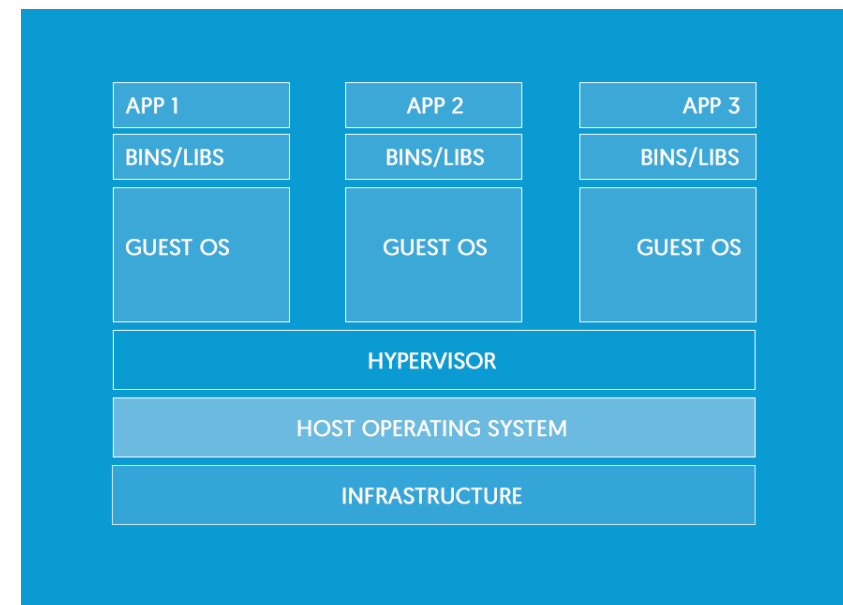 APP 1
APP 2
APP 3
BINS/LIBS
BINS/LIBS
BINS/LIBS
GUEST OS
GUEST OS
GUEST OS
HYPERVISOR
HOST OPERATING SYSTEM
INFRASTRUCTURE